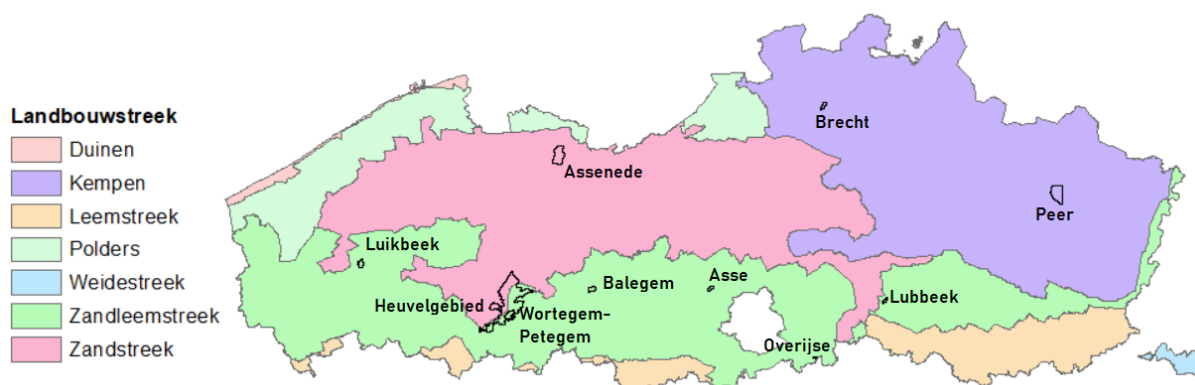 Landbouwstreek
Duinen
Kempen
Leemstreek
Polders
Weidestreek
Zandleemstreek
Zandstreek
Brecht
Assenede
Peer
Luikbeek
Heuvelgebied
Wortegem-
Petegem
Balegem
Asse
Lubbeek
Overijse